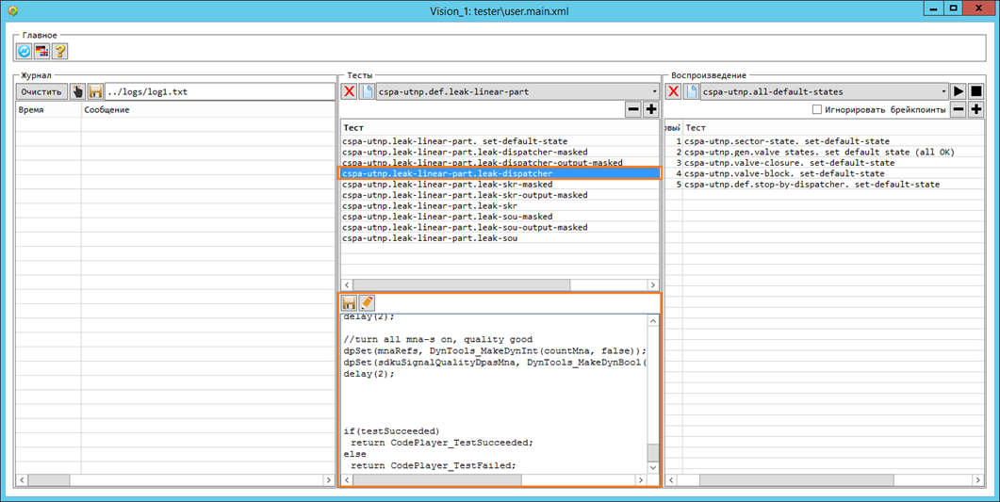 Vision_1: tester\user.main.xml
Главное
Журнал
Очистить
../logs/log1.txt
Время Сообщение
Тесты
cspa-utnp.def.leak-linear-part
Тест
cspa-utnp.leak-linear-part. set-default-state
cspa-utnp.leak-linear-part.leak-dispatcher-masked
cspa-utnp.leak-linear-part.leak-dispatcher-output-masked
cspa-utnp.leak-linear-part.leak-dispatcher
cspa-utnp.leak-linear-part.leak-skr-masked
cspa-utnp.leak-linear-part.leak-skr-output-masked
cspa-utnp.leak-linear-part.leak-skr
cspa-utnp.leak-linear-part.leak-sou-masked
cspa-utnp.leak-linear-part.leak-sou-output-masked
cspa-utnp.leak-linear-part.leak-sou
delay(2);
//turn all mna-s on, quality good
dpSet(mnaRefs, DynTools_MakeDynInt(countMna, false));
dpSet(sdkuSignalQualityDpasMna, DynTools_MakeDynBool(
delay(2);
if(testSucceeded)
return CodePlayer_TestSucceeded;
else
return CodePlayer_TestFailed;
Воспроизведение
cspa-utnp.all-default-states
Игнорировать брейкпоинты
овый Тест
1 cspa-utnp.sector-state. set-default-state
2 cspa-utnp.gen.valve states. set default state (all OK)
3 cspa-utnp.valve-closure. set-default-state
4 cspa-utnp.valve-block. set-default-state
5 cspa-utnp.def.stop-by-dispatcher. set-default-state